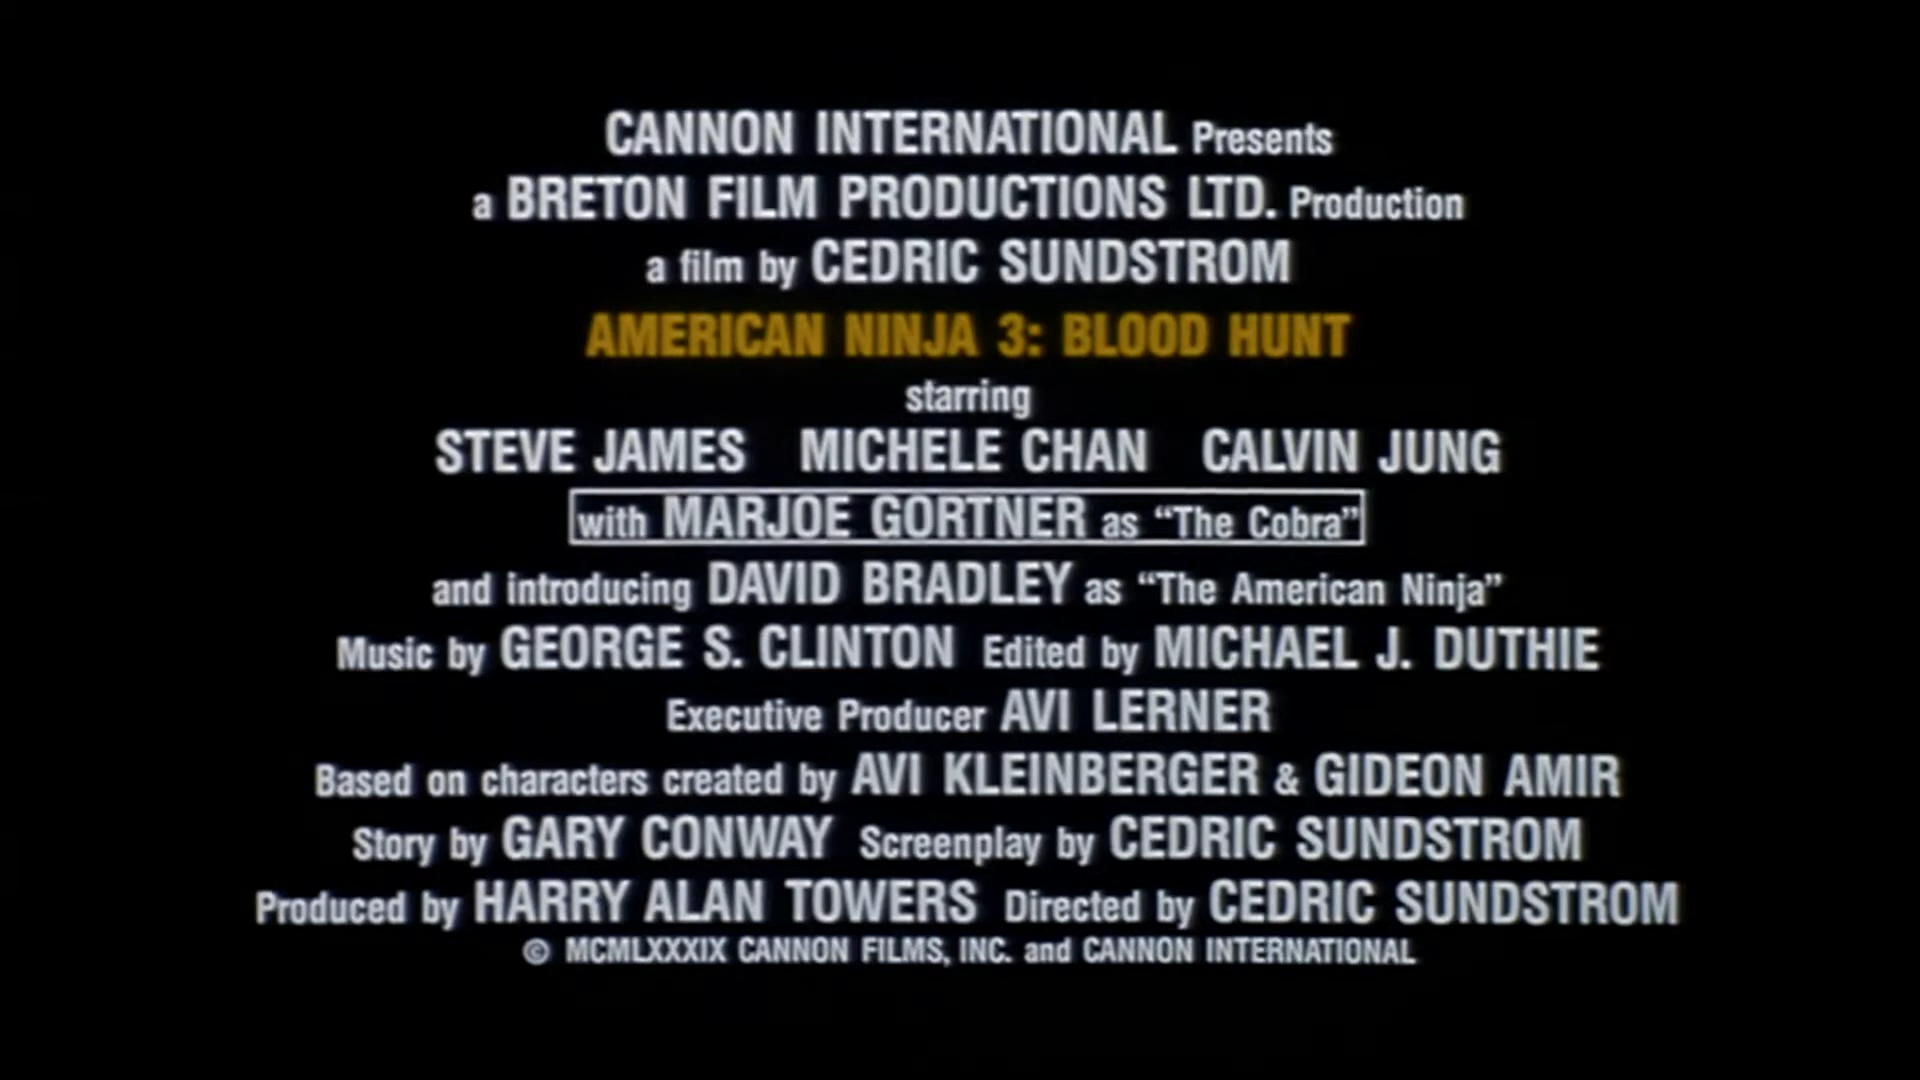 CANNON INTERNATIONAL Presents
a BRETON FILM PRODUCTIONS LTD. Production
a film by CEDRIC SUNDSTROM
AMERICAN NINJA 3: BLOOD HUNT
starring
STEVE JAMES MICHELE CHAN CALVIN JUNG
with MARJOE GORTNER as “The Cobra”
and introducing DAVID BRADLEY as “The American Ninja”
Music by GEORGE S. CLINTON Edited by MICHAEL J. DUTHIE
Executive Producer AVI LERNER
Based on characters created by AVI KLEINBERGER & GIDEON AMIR
Story by GARY CONWAY Screenplay by CEDRIC SUNDSTROM
Produced by HARRY ALAN TOWERS Directed by CEDRIC SUNDSTROM
© MCMLXXXIX CANNON FILMS, INC. and CANNON INTERNATIONAL